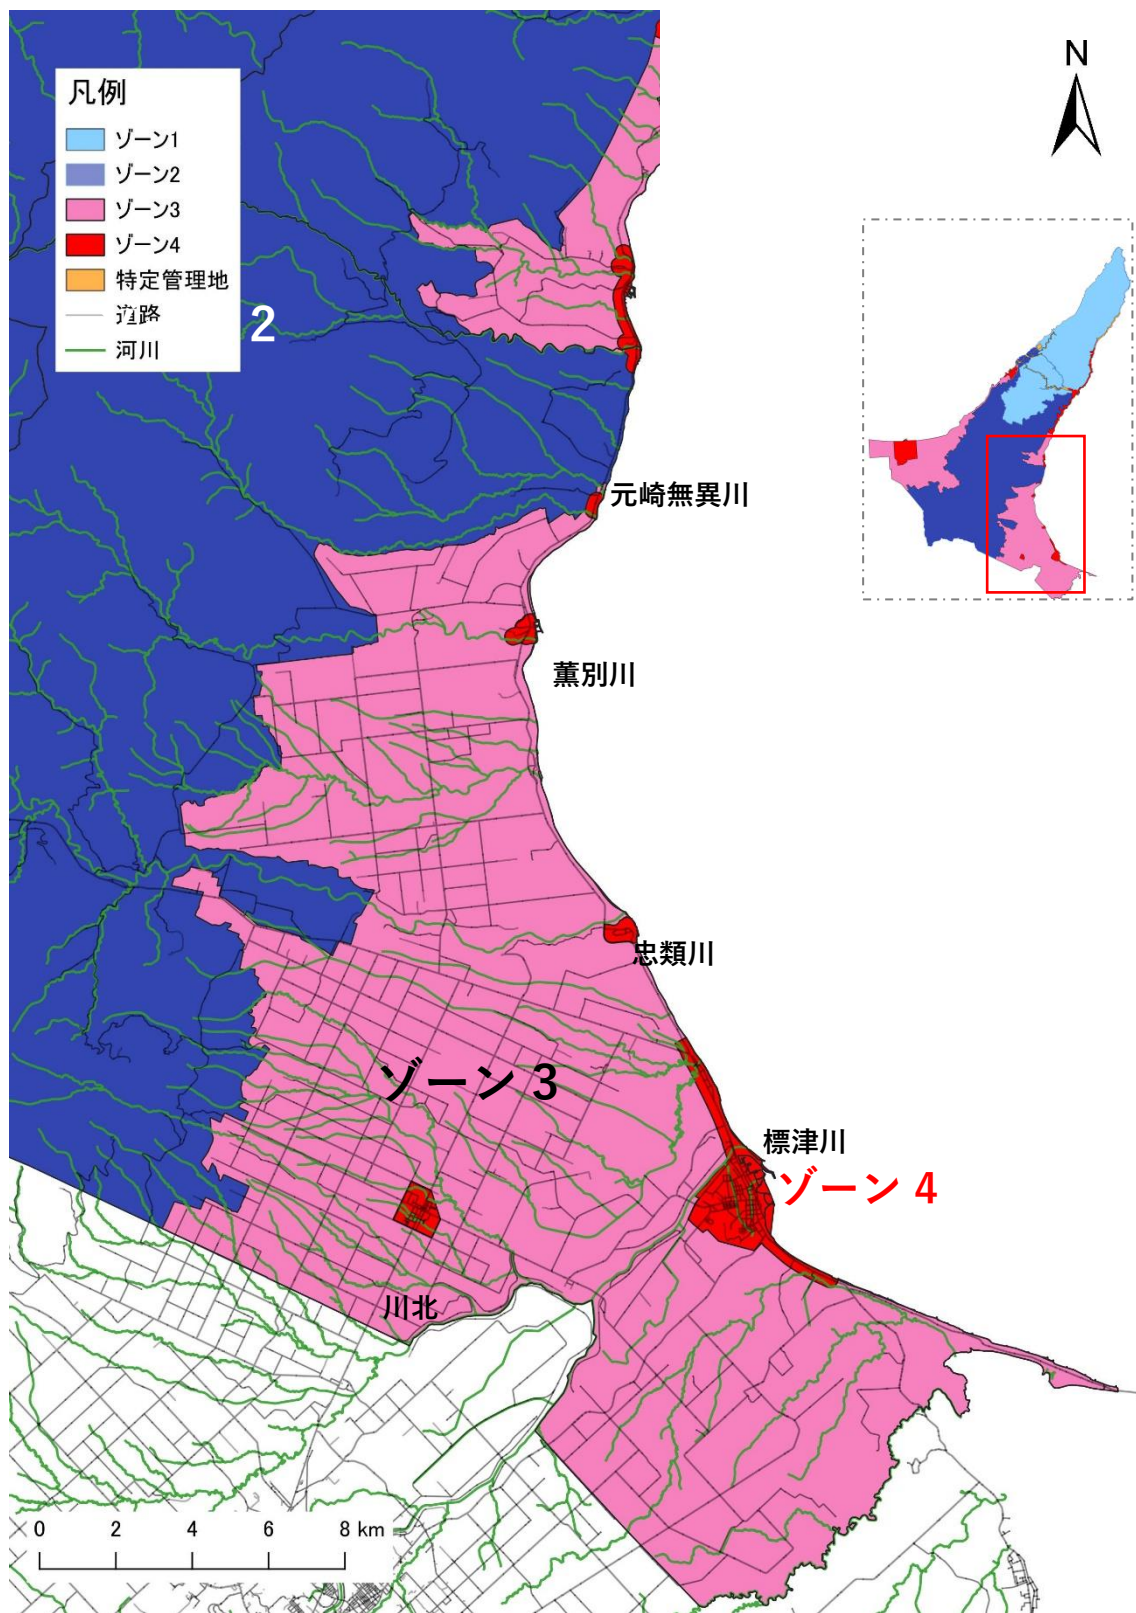 N
凡例
ゾーン1
ゾーン2
ゾーン3
ゾーン4
特定管理地
道路
河川
2
元崎無異川
薫別川
忠類川
ゾーン 3
標津川
ゾーン 4
川北
0 2 4 6 8 km